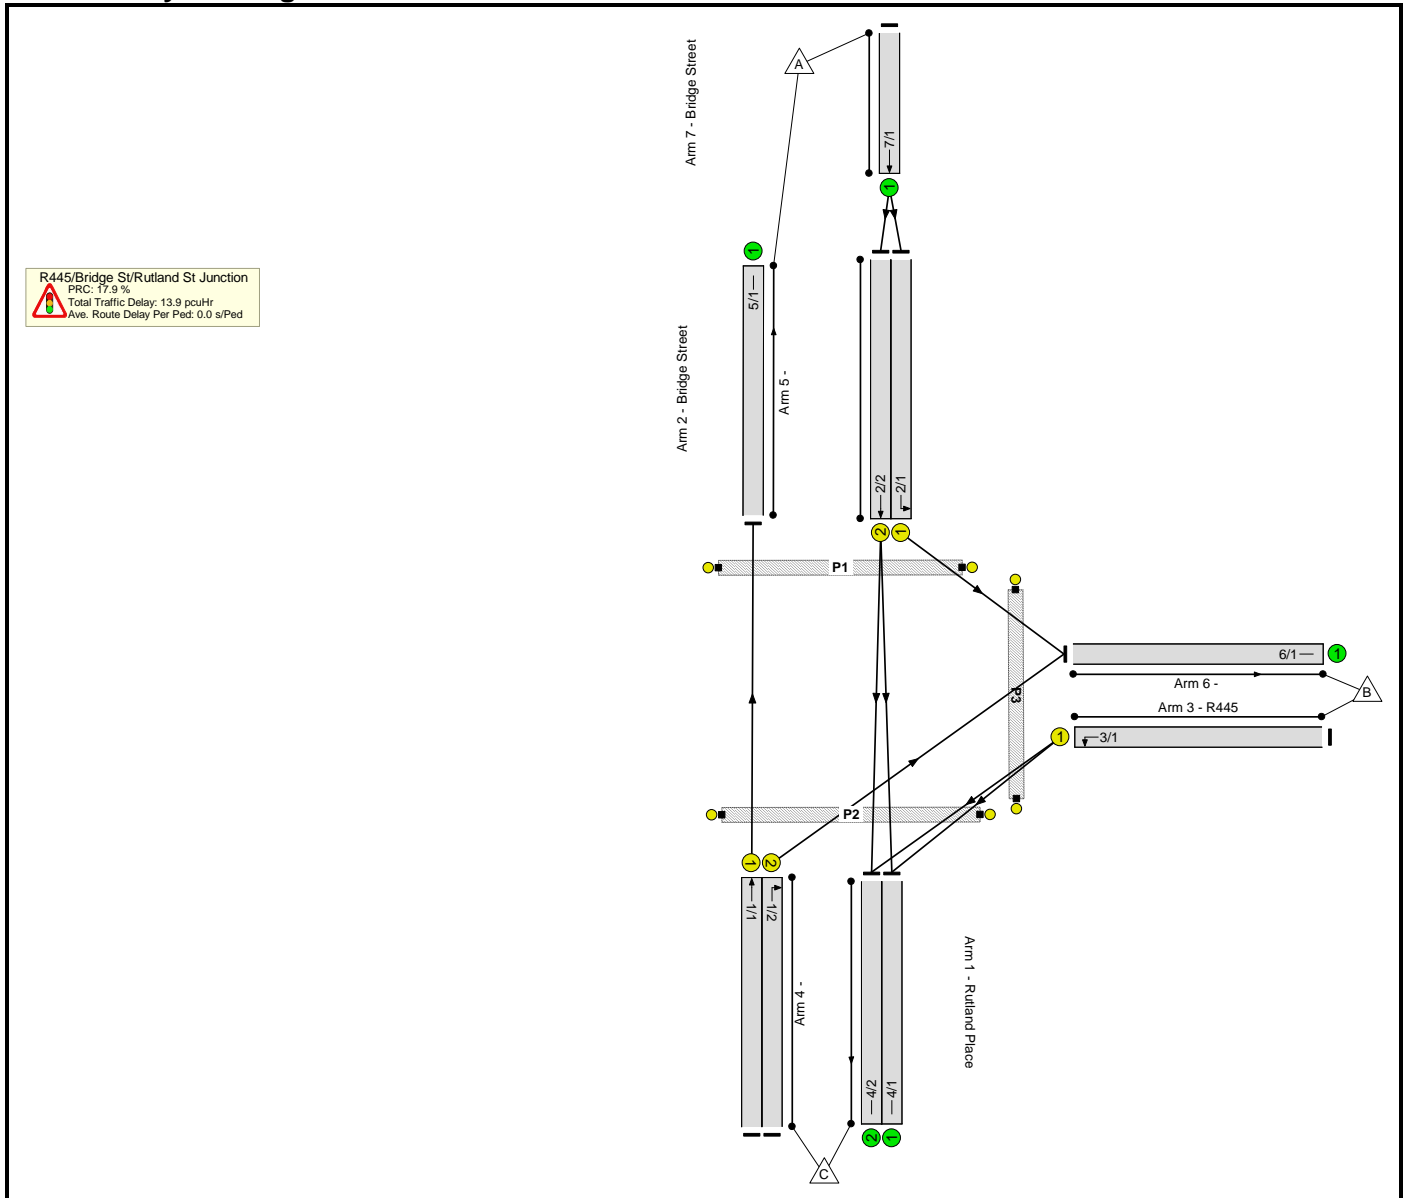 A
Arm 7 - Bridge Street
7/1
1
1
R445/Bridge St/Rutland St Junction
PRC: 17.9 %
Total Traffic Delay: 13.9 pcuHr
Ave. Route Delay Per Ped: 0.0 s/Ped
5/1
Arm 2 - Bridge Street
Arm 5 -
2/2
2/1
2
1
P1
P3
6/1
1
Arm 6 -
B
Arm 3 - R445
1
3/1
P2
1
2
1/1
1/2
Arm 4 -
Arm 1 - Rutland Place
4/2
4/1
2
1
C